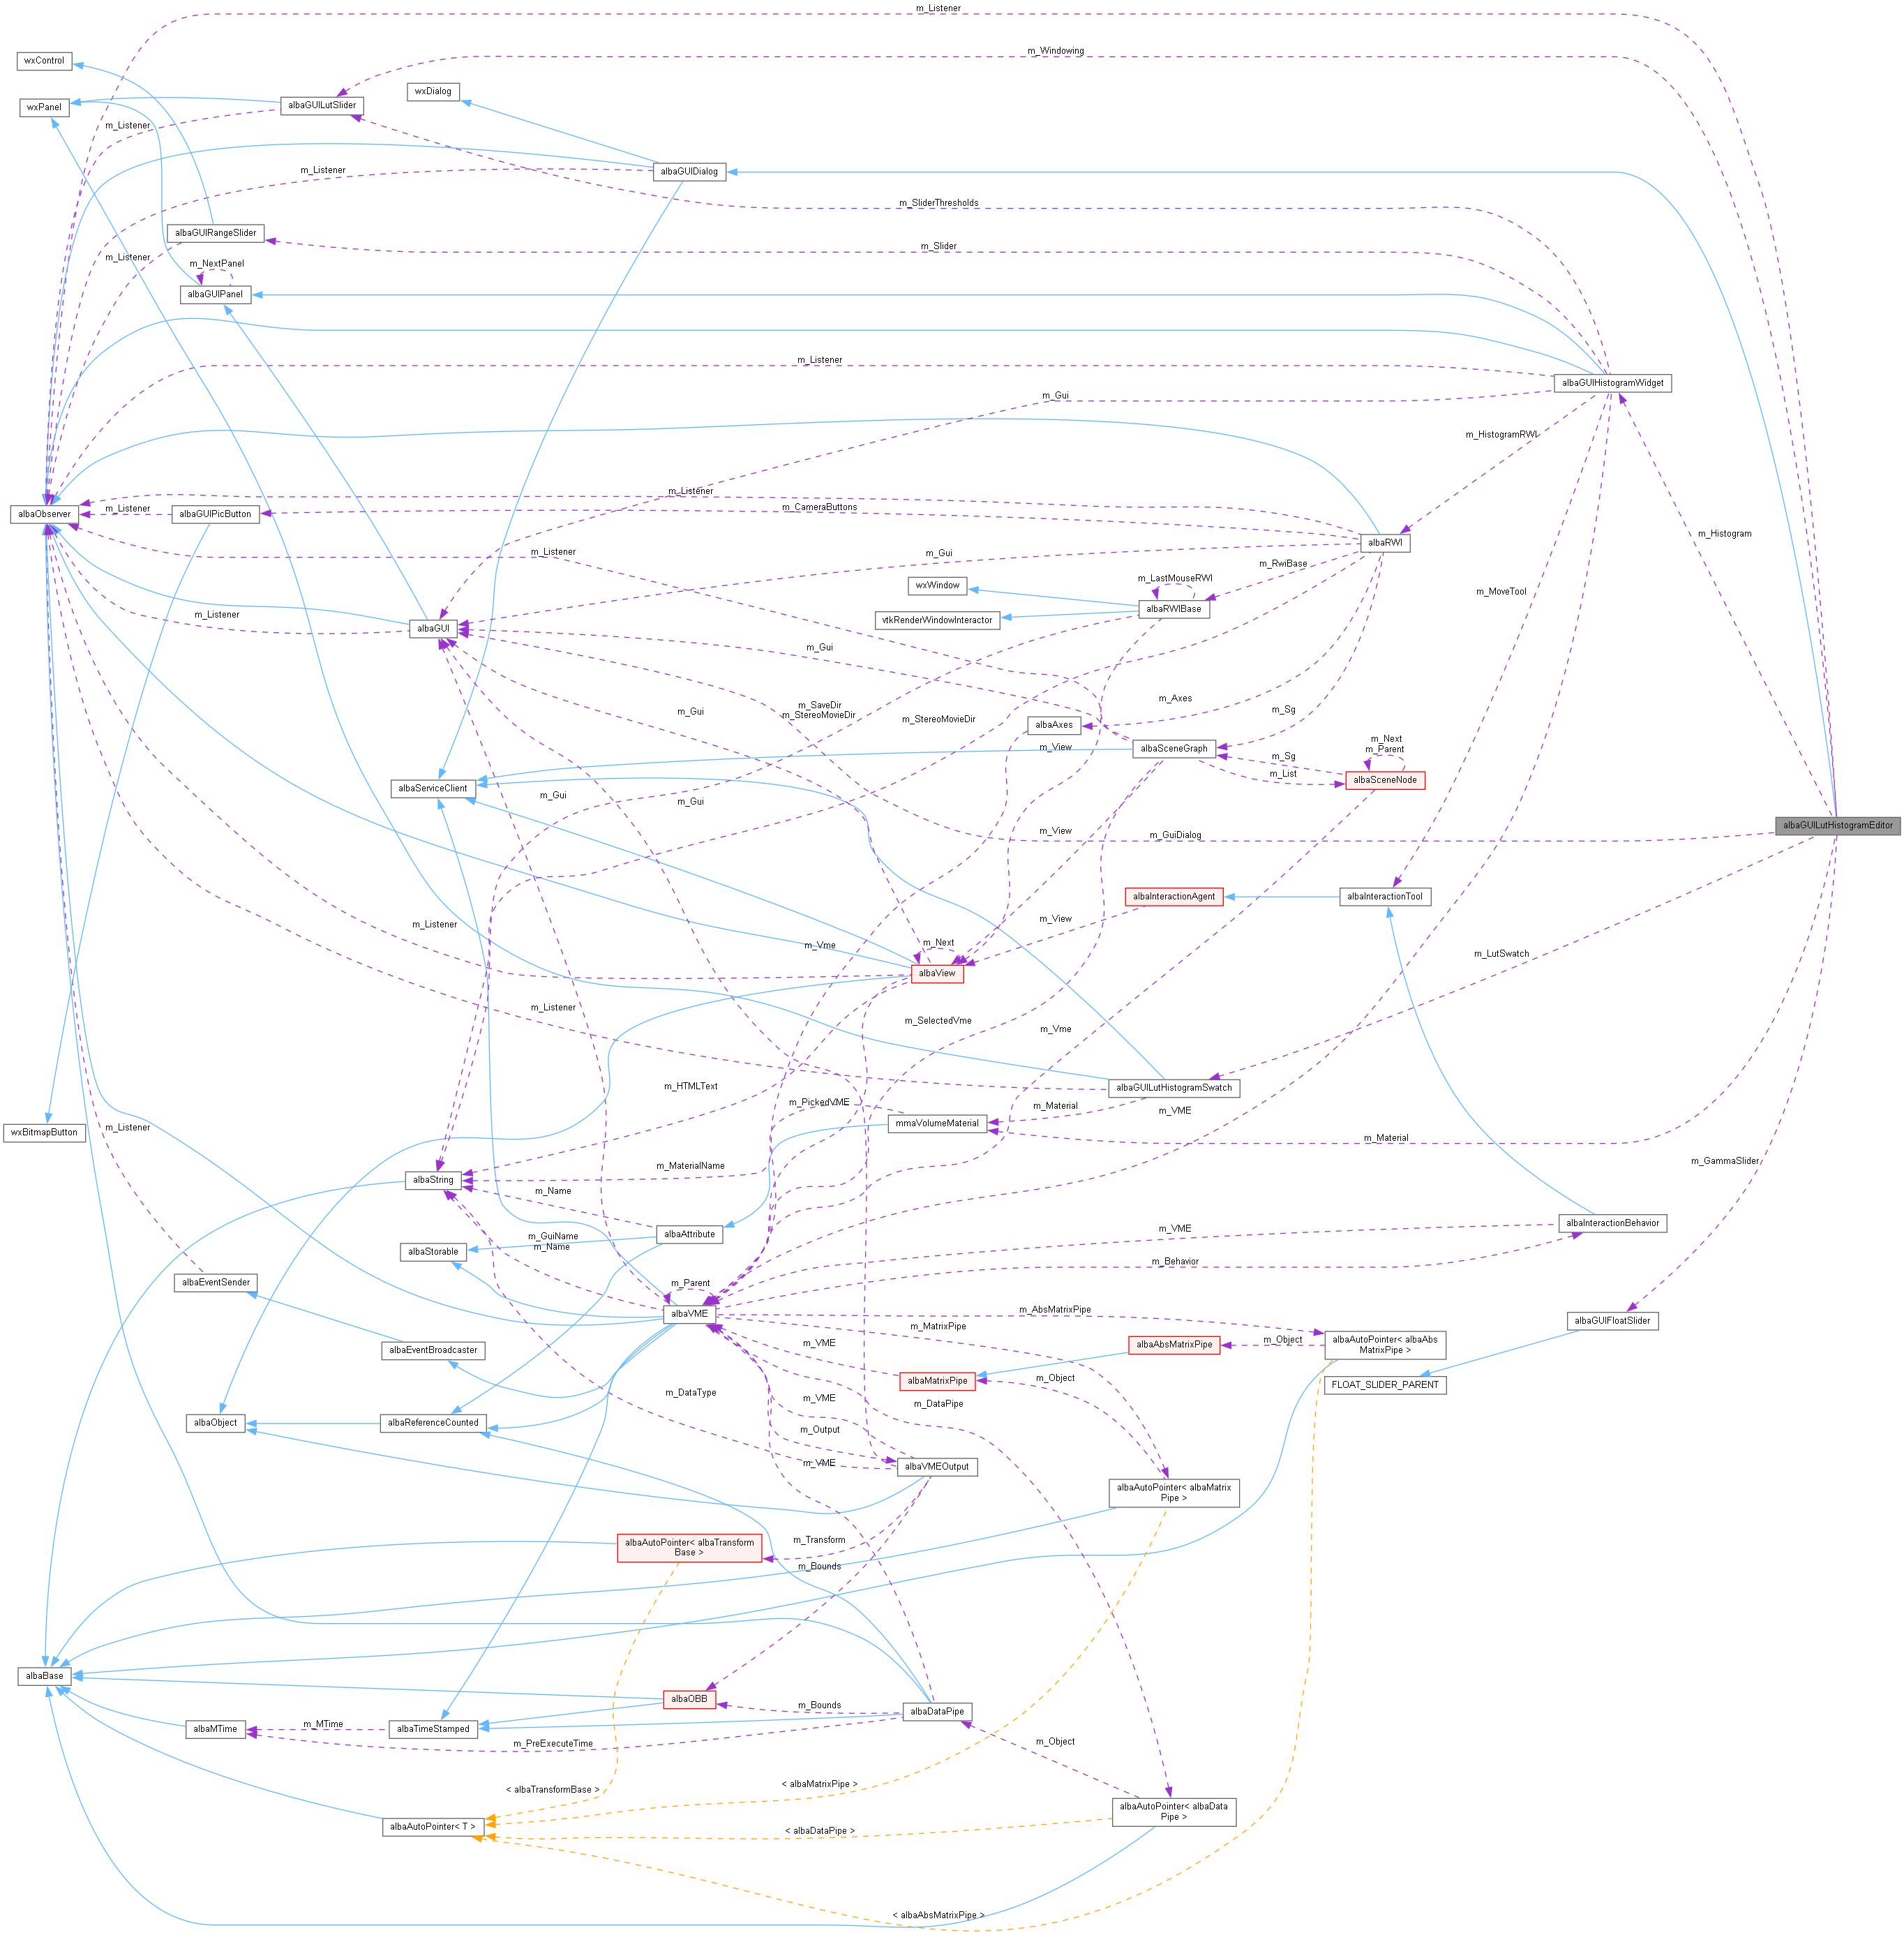 m_Listener
m_Windowing
wxControl
wxDialog
albaGUILutSlider
wxPanel
m_Listener
albaGUIDialog
m_Listener
m_SliderThresholds
albaGUIRangeSlider
m_Slider
m_Listener
m_NextPanel
albaGUIPanel
m_Listener
albaGUIHistogramWidget
m_Gui
m_HistogramRWI
m_Listener
m_CameraButtons
albaObserver
m_Listener
albaGUIPicButton
m_Histogram
albaRWI
m_Listener
m_Gui
m_RwiBase
m_LastMouseRWI
wxWindow
m_MoveTool
albaRWIBase
m_Listener
vtkRenderWindowInteractor
albaGUI
m_Gui
m_Axes
m_SaveDir
m_StereoMovieDir
m_Gui
m_Sg
m_StereoMovieDir
albaAxes
m_Next
m_Parent
m_View
albaSceneGraph
m_Sg
m_List
albaSceneNode
albaServiceClient
m_Gui
m_Gui
albaGUILutHistogramEditor
m_View
m_GuiDialog
albaInteractionAgent
albaInteractionTool
m_View
m_Listener
m_Vme
m_Next
m_LutSwatch
albaView
m_Listener
m_SelectedVme
m_Vme
m_HTMLText
albaGUILutHistogramSwatch
m_PickedVME
m_Material
m_VME
mmaVolumeMaterial
wxBitmapButton
m_Listener
m_Material
m_GammaSlider
m_MaterialName
albaString
m_Name
albaInteractionBehavior
m_VME
albaAttribute
m_GuiName
m_Name
albaStorable
m_Behavior
albaEventSender
m_Parent
albaVME
m_AbsMatrixPipe
albaGUIFloatSlider
m_MatrixPipe
m_VME
albaAbsMatrixPipe
m_Object
albaAutoPointer< albaAbs
MatrixPipe >
albaEventBroadcaster
albaMatrixPipe
m_Object
FLOAT_SLIDER_PARENT
m_DataType
m_VME
m_DataPipe
albaObject
albaReferenceCounted
m_Output
m_VME
albaVMEOutput
albaAutoPointer< albaMatrix
Pipe >
albaAutoPointer< albaTransform
Base >
m_Transform
m_Bounds
albaBase
albaOBB
m_Bounds
albaDataPipe
albaMTime
m_MTime
albaTimeStamped
m_PreExecuteTime
m_Object
< albaTransformBase >
< albaMatrixPipe >
albaAutoPointer< T >
albaAutoPointer< albaData
Pipe >
< albaDataPipe >
< albaAbsMatrixPipe >